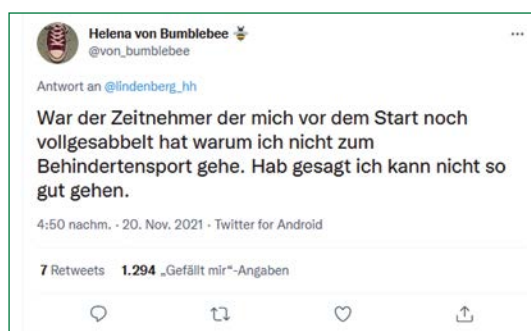 Helena von Bumblebee 🐝
@von_bumblebee
Antwort an @lindenberg_hh
War der Zeitnehmer der mich vor dem Start noch
vollgesabbelt hat warum ich nicht zum
Behindertensport gehe. Hab gesagt ich kann nicht so
gut gehen.
4:50 nachm. · 20. Nov. 2021 · Twitter for Android
7 Retweets 1.294 „Gefällt mir“-Angaben